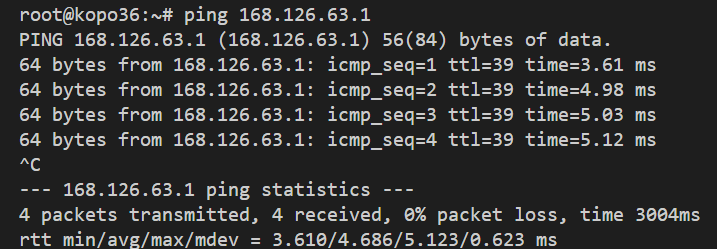 root@kopo36:~# ping 168.126.63.1
PING 168.126.63.1 (168.126.63.1) 56(84) bytes of data.
64 bytes from 168.126.63.1: icmp_seq=1 ttl=39 time=3.61 ms
64 bytes from 168.126.63.1: icmp_seq=2 ttl=39 time=4.98 ms
64 bytes from 168.126.63.1: icmp_seq=3 ttl=39 time=5.03 ms
64 bytes from 168.126.63.1: icmp_seq=4 ttl=39 time=5.12 ms
^C
--- 168.126.63.1 ping statistics ---
4 packets transmitted, 4 received, 0% packet loss, time 3004ms
rtt min/avg/max/mdev = 3.610/4.686/5.123/0.623 ms